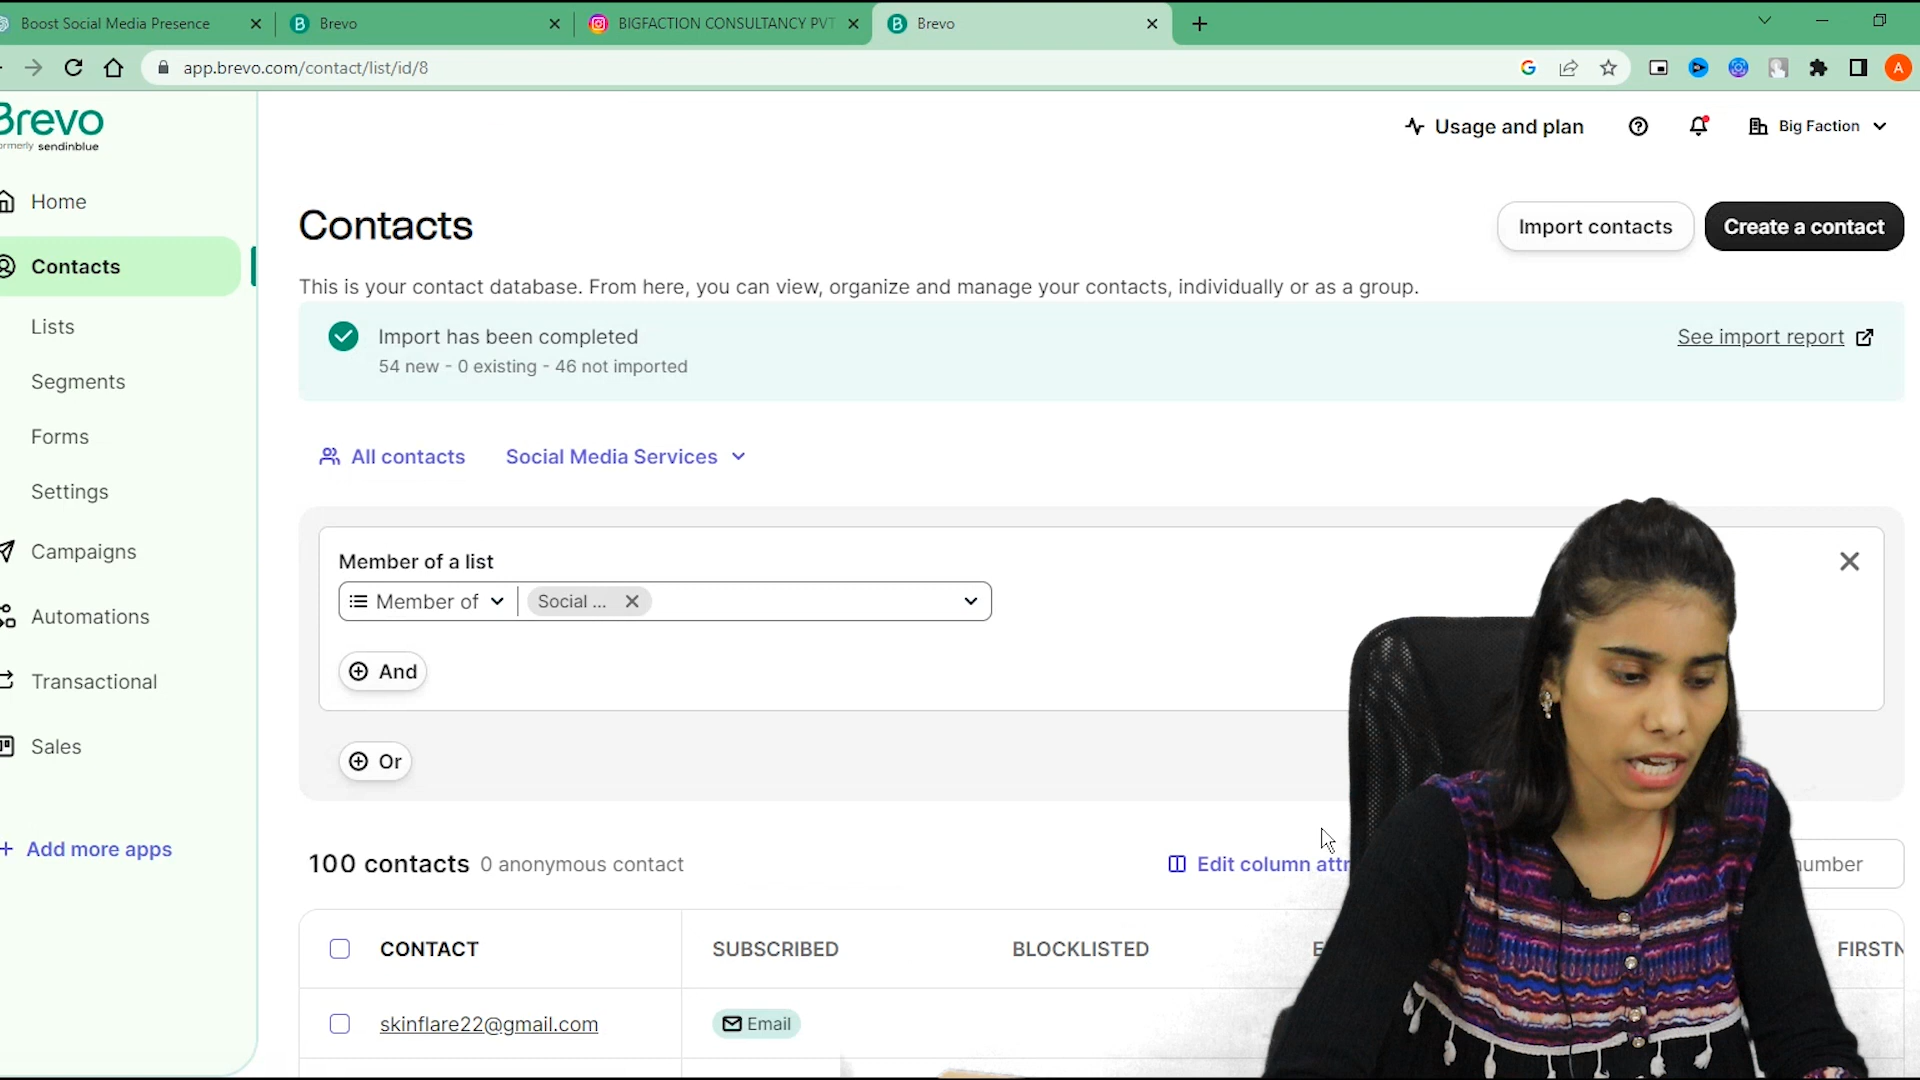 Boost Social Media Presence
Brevo
BIGFACTION CONSULTANCY PVT
Brevo
app.brevo.com/contact/list/id/8
Brevo
formerly sendinblue
Usage and plan
Big Faction
Home
Contacts
Lists
Segments
Forms
Settings
Campaigns
Automations
Transactional
Sales
+ Add more apps
Contacts
Import contacts
Create a contact
This is your contact database. From here, you can view, organize and manage your contacts, individually or as a group.
Import has been completed
54 new - 0 existing - 46 not imported
See import report
All contacts
Social Media Services
Member of a list
Member of
Social ...
And
Or
100 contacts 0 anonymous contact
Edit column attr
number
CONTACT
SUBSCRIBED
BLOCKLISTED
E
FIRSTN
skinflare22@gmail.com
Email